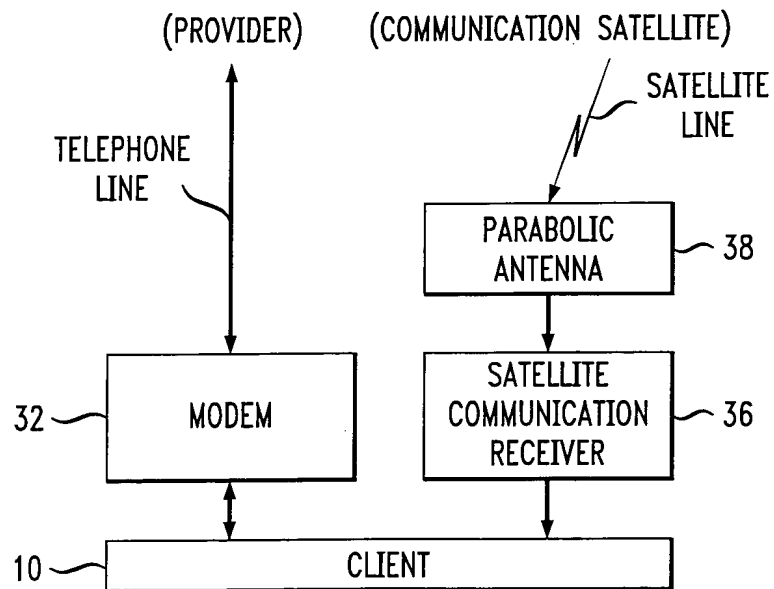 (PROVIDER)
(COMMUNICATION SATELLITE)
SATELLITE
LINE
TELEPHONE
LINE
PARABOLIC
ANTENNA
38
32
MODEM
SATELLITE
COMMUNICATION
RECEIVER
36
10
CLIENT